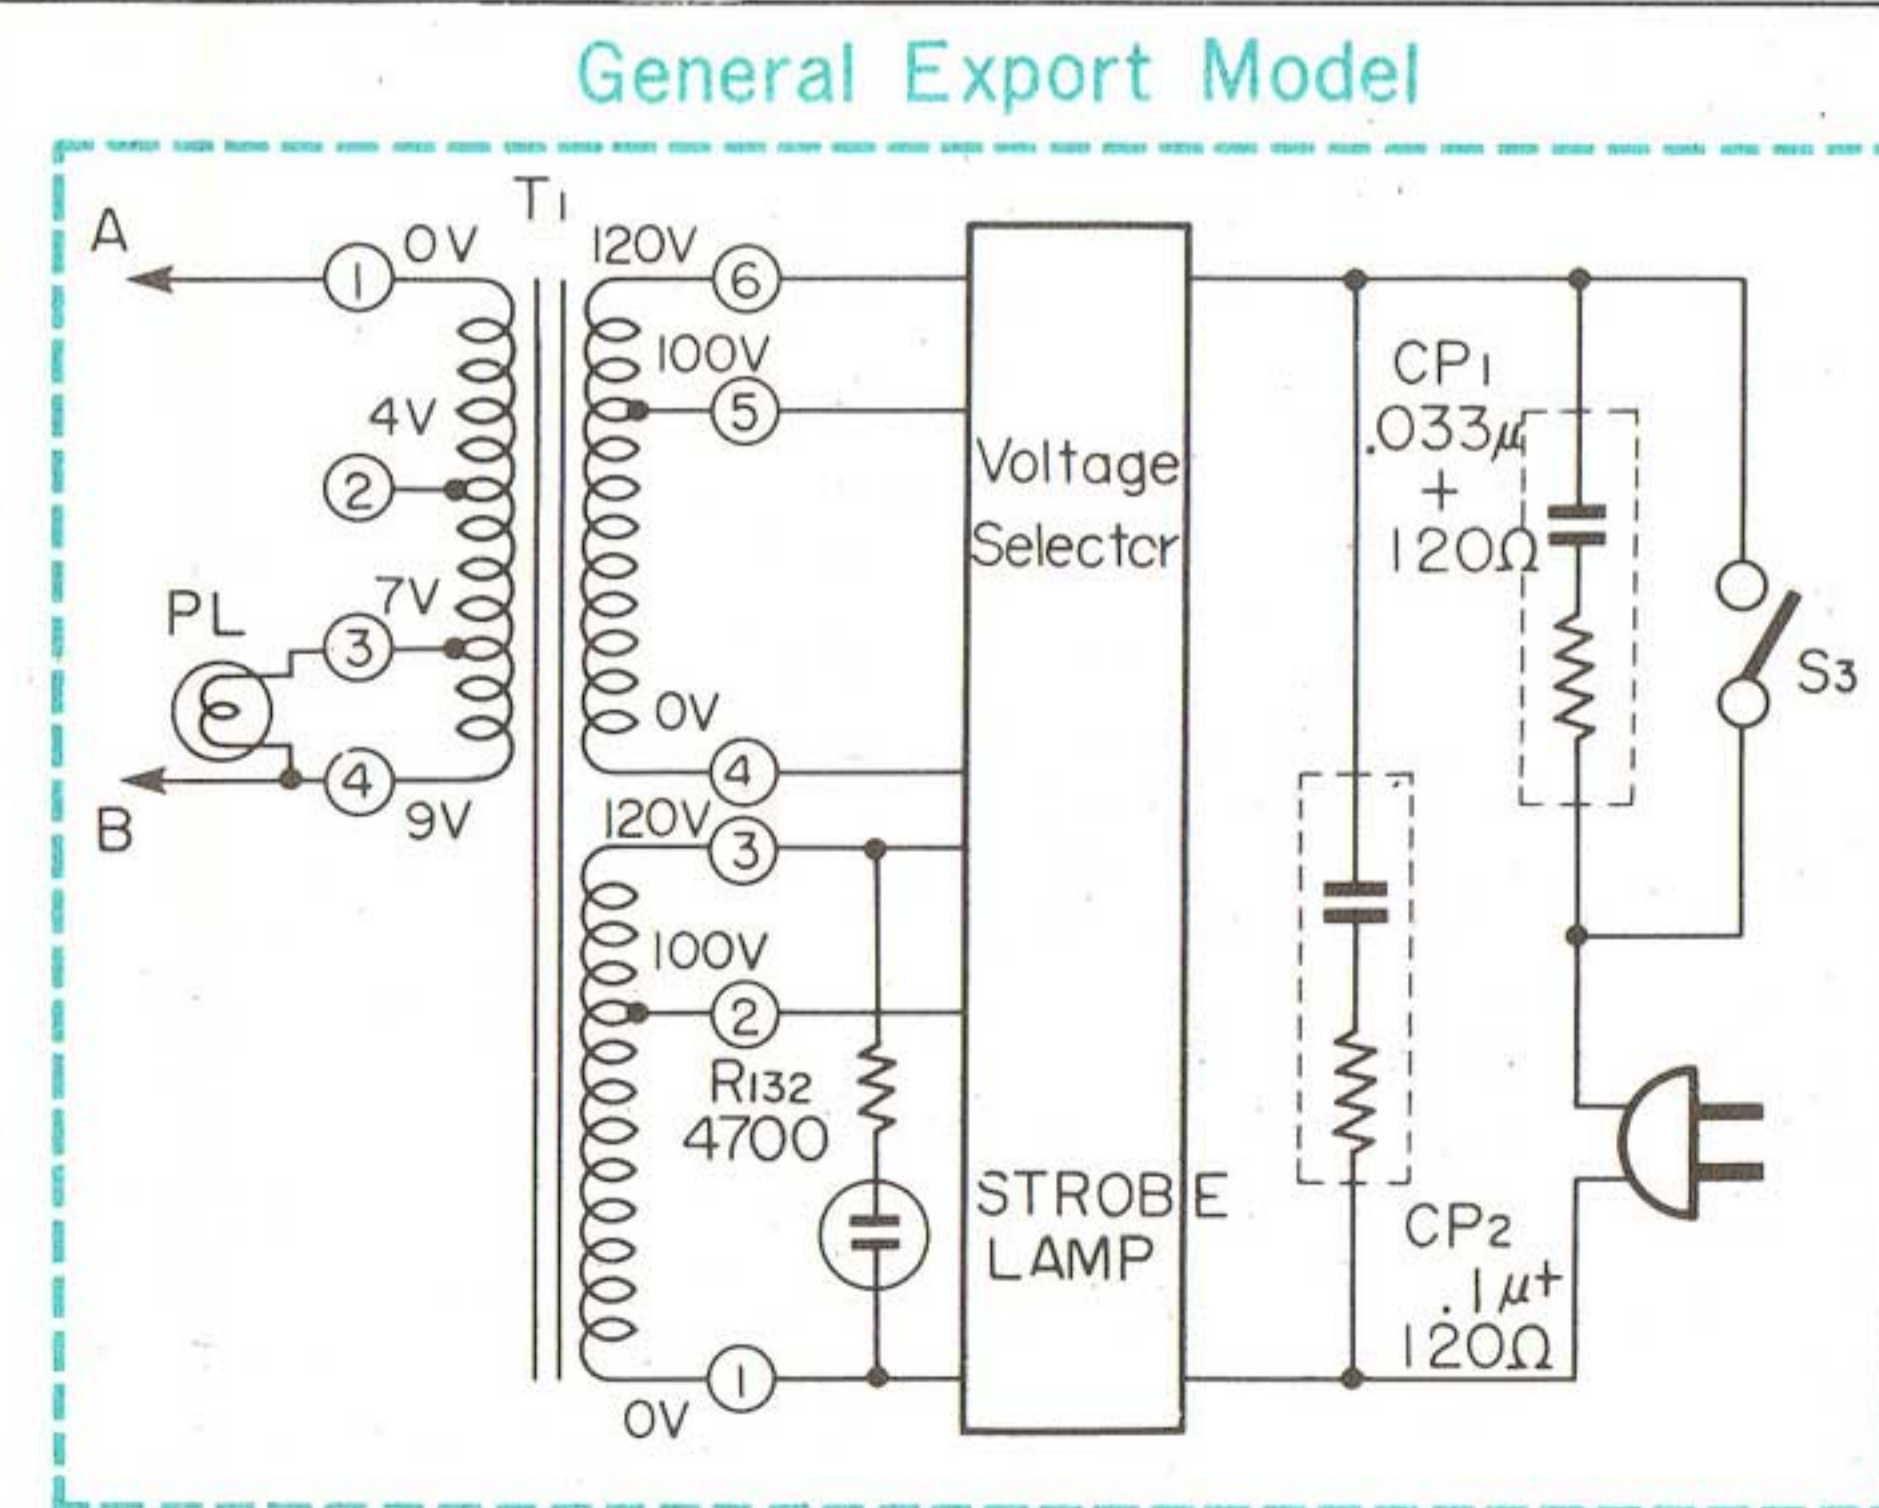 General Export Model
T1
A
1
0V
120V
6
100V
5
4V
2
7V
3
PL
4
9V
B
0V
4
120V
3
100V
2
R132
4700
0V
1
Voltage
Selector
STROBE
LAMP
CP1
.033μ
+
120Ω
S3
CP2
.1μ+
120Ω